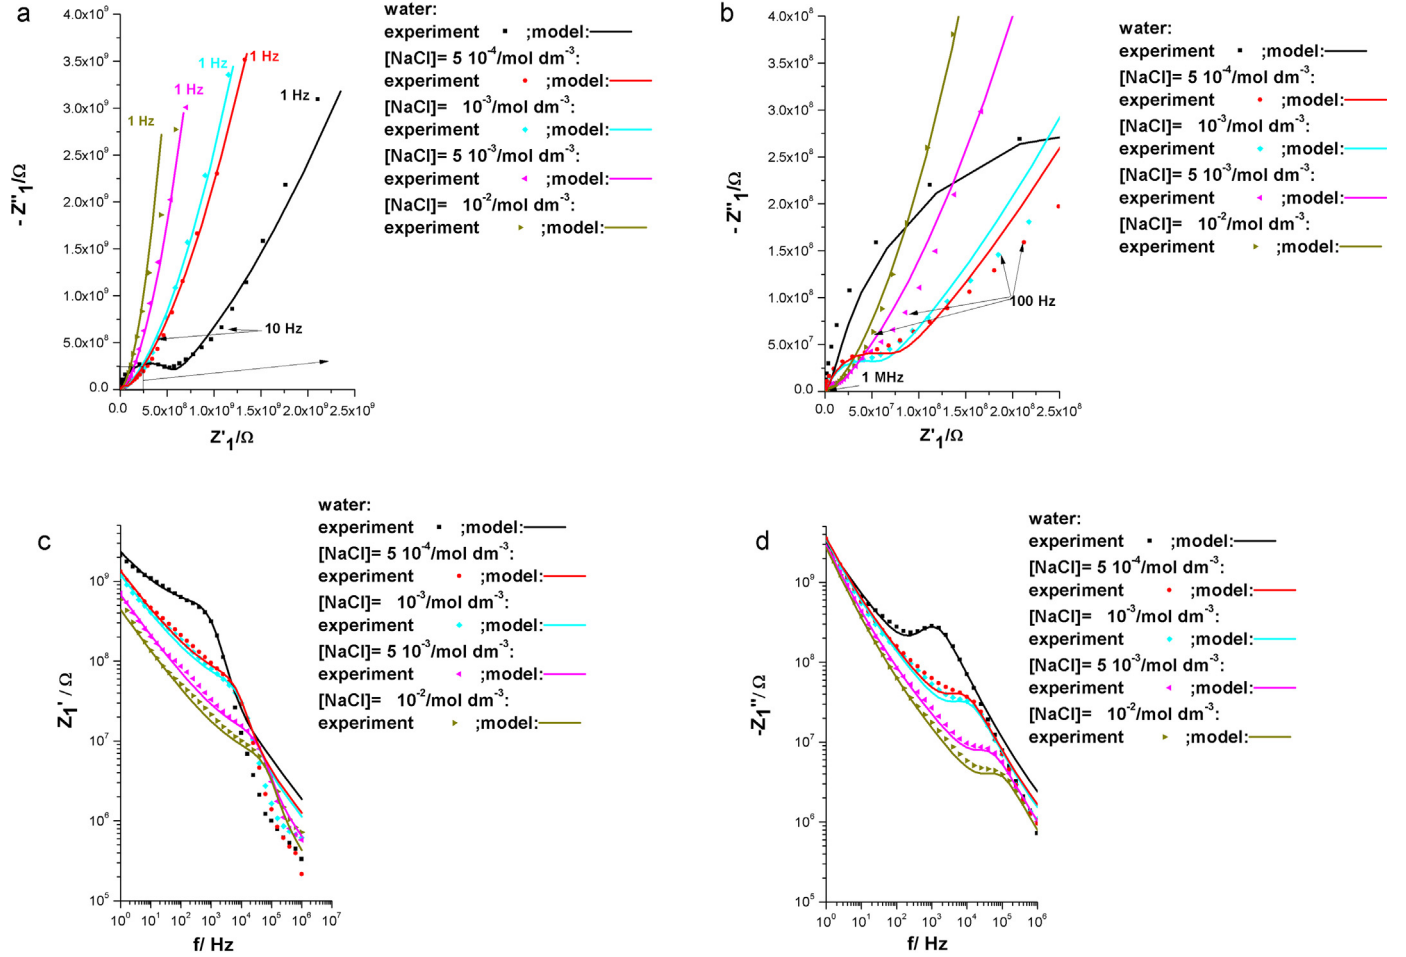 a
water:
experiment ;model:
[NaCl]= 5 10⁻⁴/mol dm⁻³:
experiment ;model:
[NaCl]= 10⁻³/mol dm⁻³:
experiment ;model:
[NaCl]= 5 10⁻³/mol dm⁻³:
experiment ;model:
[NaCl]= 10⁻²/mol dm⁻³:
experiment ;model:
4.0x10⁹
3.5x10⁹
3.0x10⁹
2.5x10⁹
2.0x10⁹
1.5x10⁹
1.0x10⁹
5.0x10⁸
0.0
- Z''₁/Ω
1 Hz
1 Hz
1 Hz
1 Hz
1 Hz
10 Hz
0.0 5.0x10⁸ 1.0x10⁹ 1.5x10⁹ 2.0x10⁹ 2.5x10⁹
Z'₁/Ω
b
water:
experiment ;model:
[NaCl]= 5 10⁻⁴/mol dm⁻³:
experiment ;model:
[NaCl]= 10⁻³/mol dm⁻³:
experiment ;model:
[NaCl]= 5 10⁻³/mol dm⁻³:
experiment ;model:
[NaCl]= 10⁻²/mol dm⁻³:
experiment ;model:
4.0x10⁸
3.5x10⁸
3.0x10⁸
2.5x10⁸
2.0x10⁸
1.5x10⁸
1.0x10⁸
5.0x10⁷
0.0
- Z''₁/Ω
100 Hz
1 MHz
0.0 5.0x10⁷ 1.0x10⁸ 1.5x10⁸ 2.0x10⁸ 2.5x10⁸
Z'₁/Ω
c
water:
experiment ;model:
[NaCl]= 5 10⁻⁴/mol dm⁻³:
experiment ;model:
[NaCl]= 10⁻³/mol dm⁻³:
experiment ;model:
[NaCl]= 5 10⁻³/mol dm⁻³:
experiment ;model:
[NaCl]= 10⁻²/mol dm⁻³:
experiment ;model:
10⁹
10⁸
10⁷
10⁶
10⁵
Z₁'/ Ω
10⁰ 10¹ 10² 10³ 10⁴ 10⁵ 10⁶ 10⁷
f/ Hz
d
water:
experiment ;model:
[NaCl]= 5 10⁻⁴/mol dm⁻³:
experiment ;model:
[NaCl]= 10⁻³/mol dm⁻³:
experiment ;model:
[NaCl]= 5 10⁻³/mol dm⁻³:
experiment ;model:
[NaCl]= 10⁻²/mol dm⁻³:
experiment ;model:
10⁹
10⁸
10⁷
10⁶
10⁵
-Z₁''/ Ω
10⁰ 10¹ 10² 10³ 10⁴ 10⁵ 10⁶
f/ Hz